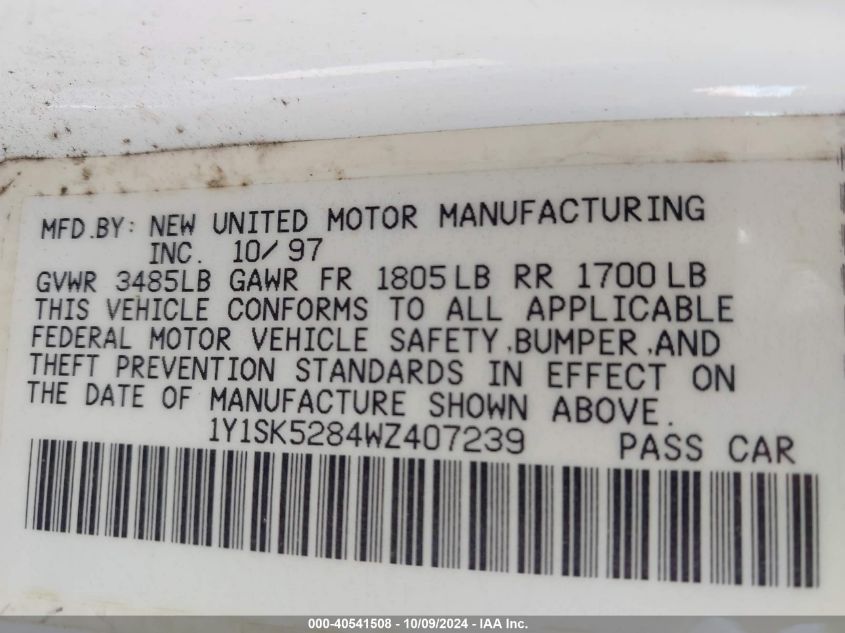 MFD.BY: NEW UNITED MOTOR MANUFACTURING
INC. 10/97
GVWR 3485LB GAWR FR 1805LB RR 1700LB
THIS VEHICLE CONFORMS TO ALL APPLICABLE
FEDERAL MOTOR VEHICLE SAFETY,BUMPER,AND
THEFT PREVENTION STANDARDS IN EFFECT ON
THE DATE OF MANUFACTURE SHOWN ABOVE.
1Y1SK5284WZ407239 PASS CAR
000-40541508 - 10/09/2024 - IAA Inc.